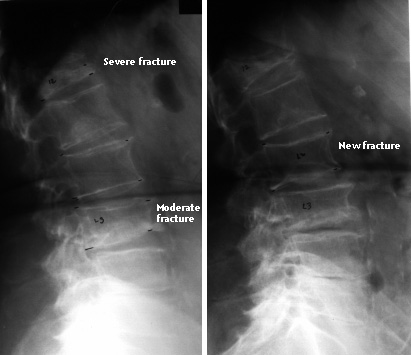 Severe fracture
Moderate
fracture
L3
New fracture
L3